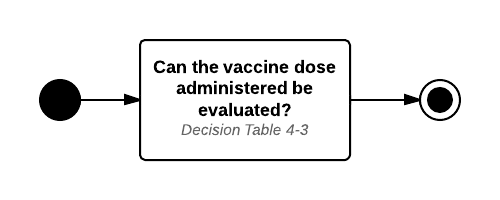 Can the vaccine dose
administered be
evaluated?
Decision Table 4-3